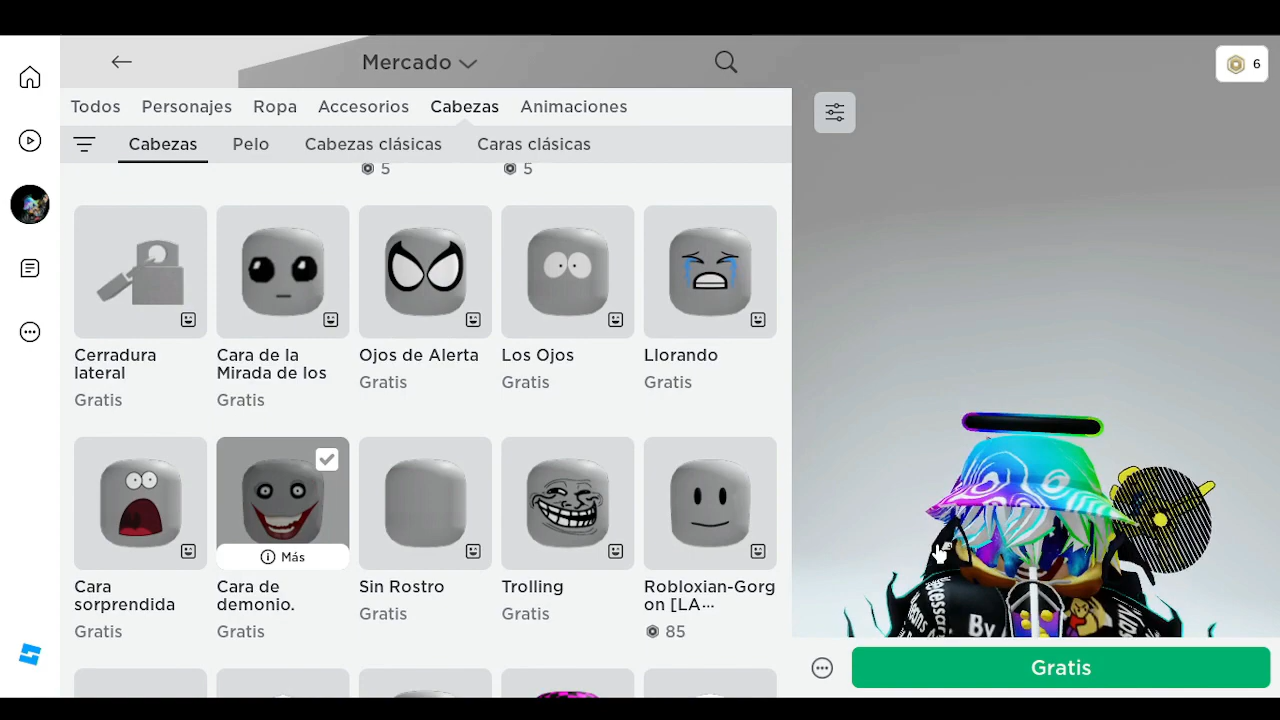 Mercado
6
Todos Personajes Ropa Accesorios Cabezas Animaciones
Cabezas Pelo Cabezas clásicas Caras clásicas
5 5
Cerradura lateral
Gratis
Cara de la Mirada de los
Gratis
Ojos de Alerta
Gratis
Los Ojos
Gratis
Llorando
Gratis
Más
Cara sorprendida
Gratis
Cara de demonio.
Gratis
Sin Rostro
Gratis
Trolling
Gratis
Robloxian-Gorg
on [LA...
85
By
Gratis